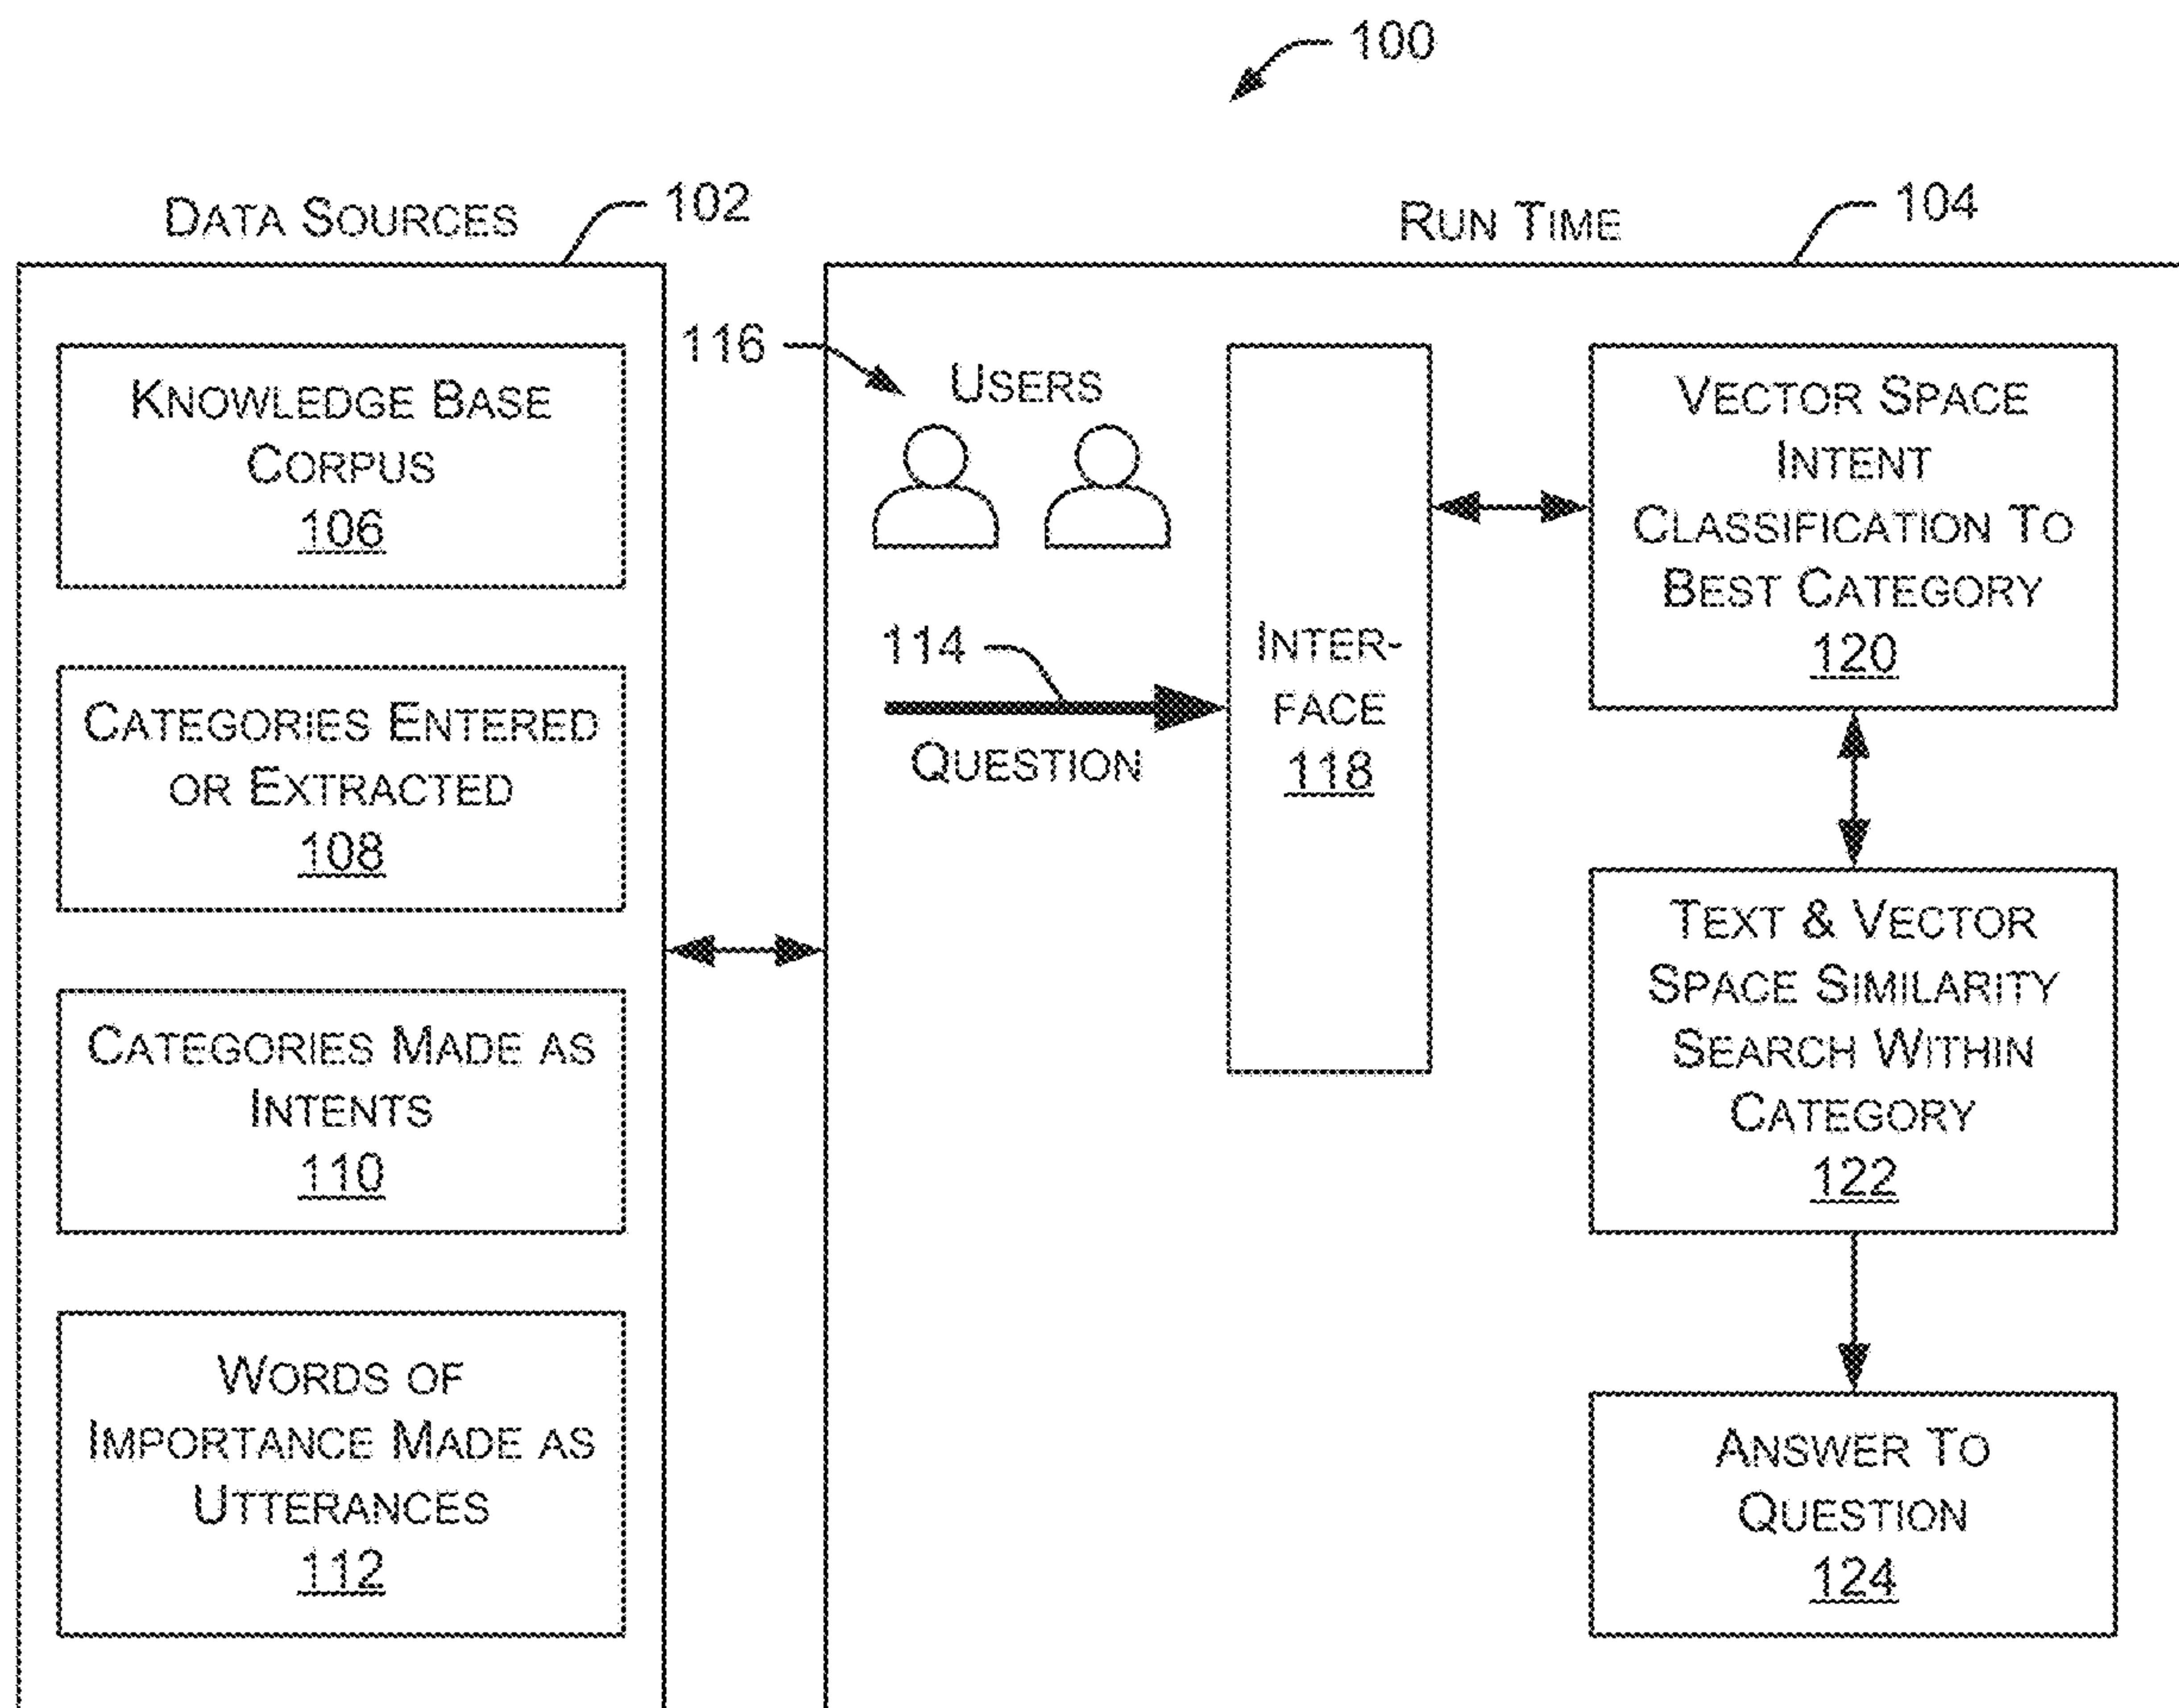 100
DATA SOURCES
102
KNOWLEDGE BASE
CORPUS
106
CATEGORIES ENTERED
OR EXTRACTED
108
CATEGORIES MADE AS
INTENTS
110
WORDS OF
IMPORTANCE MADE AS
UTTERANCES
112
RUN TIME
104
116
USERS
114
QUESTION
INTER-
FACE
118
VECTOR SPACE
INTENT
CLASSIFICATION TO
BEST CATEGORY
120
TEXT & VECTOR
SPACE SIMILARITY
SEARCH WITHIN
CATEGORY
122
ANSWER TO
QUESTION
124